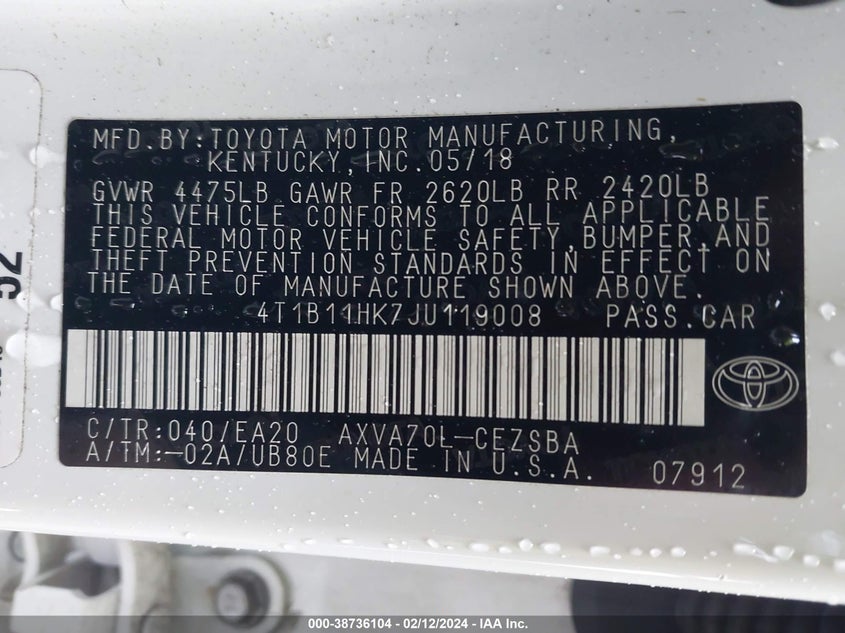 MFD.BY:TOYOTA MOTOR MANUFACTURING,
KENTUCKY,INC.05/18
GVWR 4475LB GAWR FR 2620LB RR 2420LB
THIS VEHICLE CONFORMS TO ALL APPLICABLE
FEDERAL MOTOR VEHICLE SAFETY,BUMPER,AND
THEFT PREVENTION STANDARDS IN EFFECT ON
THE DATE OF MANUFACTURE SHOWN ABOVE.
4T1B11HK7JU119008 PASS.CAR
C/TR:040/EA20 AXVA70L-CEZSBA
A/TM:-02A/UB80E MADE IN U.S.A. 07912
52
000-38736104 - 02/12/2024 - IAA Inc.